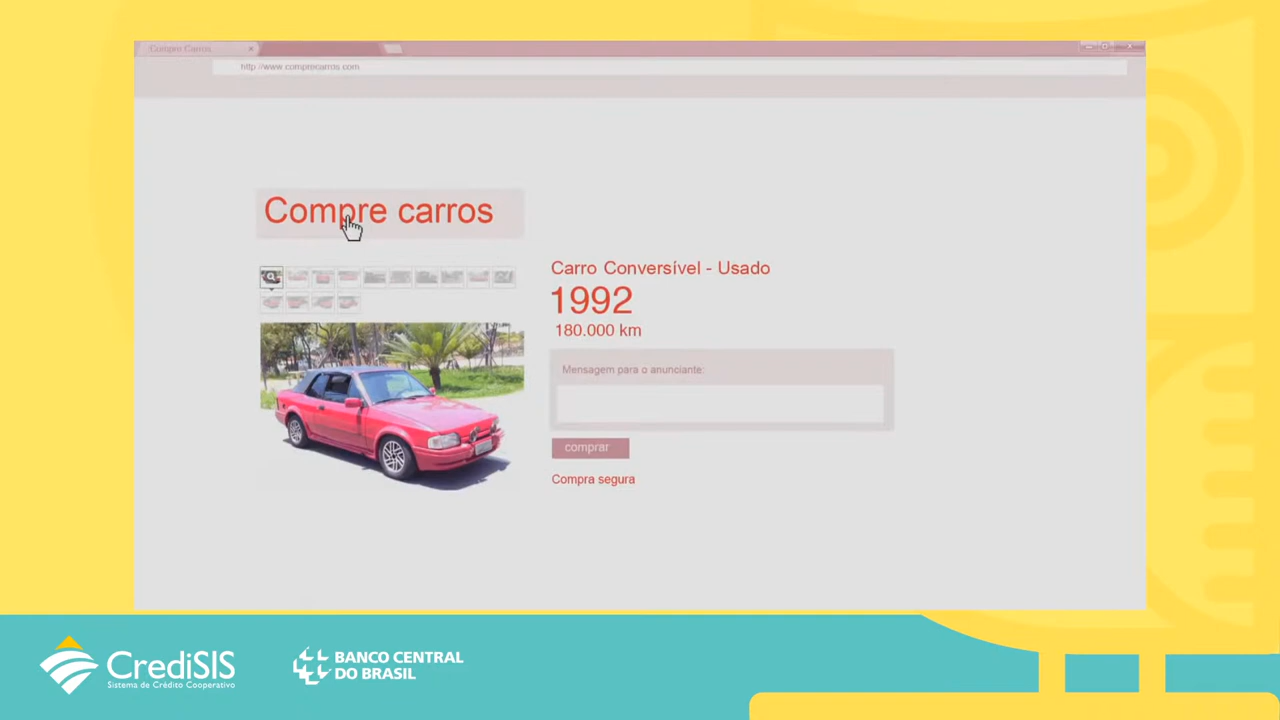 Compre Carros
http://www.comprecarros.com
Compre carros
Carro Conversível - Usado
1992
180.000 km
Mensagem para o anunciante:
comprar
Compra segura
CrediSIS
Sistema de Crédito Cooperativo
BANCO CENTRAL
DO BRASIL